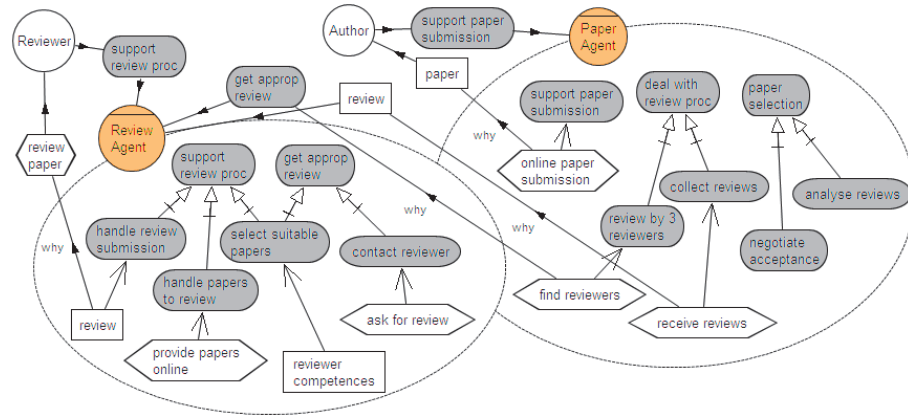 Reviewer
support
review proc
get approp
review
review
Author
support paper
submission
Paper
Agent
paper
Review
Agent
review
paper
support paper
submission
deal with
review proc
paper
selection
why
online paper
submission
support
review proc
get approp
review
collect reviews
analyse reviews
why
handle review
submission
select suitable
papers
contact reviewer
review by 3
reviewers
negotiate
acceptance
why
handle papers
to review
find reviewers
review
ask for review
receive reviews
provide papers
online
reviewer
competences